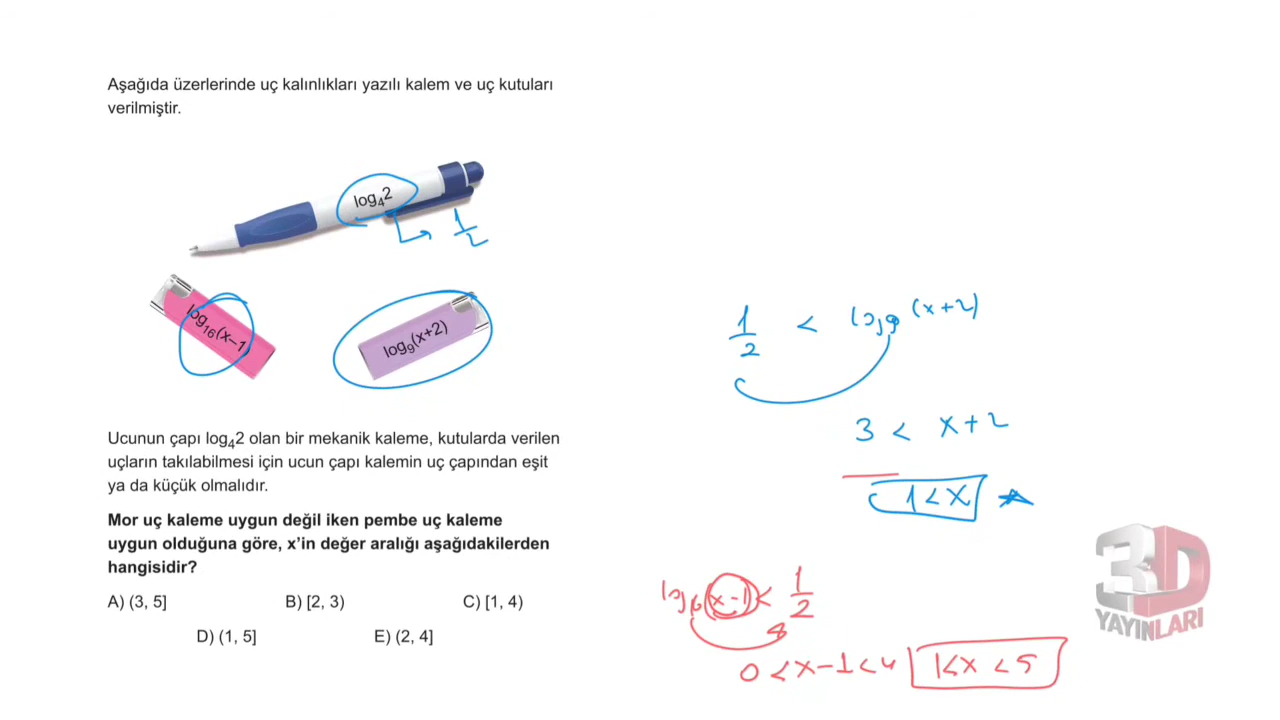 Aşağıda üzerlerinde uç kalınlıkları yazılı kalem ve uç kutuları
verilmiştir.
log₄2
1/2
log₁₆(x–1)
log₉(x+2)
1/2 < log₉(x+2)
3 < x+2
1<x
Ucunun çapı log₄2 olan bir mekanik kaleme, kutularda verilen
uçların takılabilmesi için ucun çapı kalemin uç çapından eşit
ya da küçük olmalıdır.
Mor uç kaleme uygun değil iken pembe uç kaleme
uygun olduğuna göre, x'in değer aralığı aşağıdakilerden
hangisidir?
A) (3, 5]
B) [2, 3)
C) [1, 4)
D) (1, 5]
E) (2, 4]
(x-1) < 1/2
0 <x-1<4
1<x <5
3D
YAYINLARI